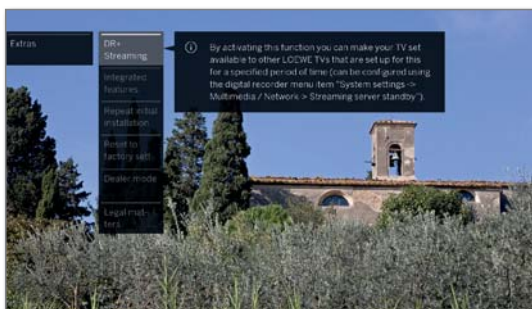 Extras
DR+
Streaming
Integrated
features
Repeat initial
installation
Reset to
factory sett.
Dealer mode
Legal mat-
ters
By activating this function you can make your TV set
available to other LOEWE TVs that are set up for this
for a specified period of time (can be configured using
the digital recorder menu item "System settings ->
Multimedia / Network > Streaming server standby").